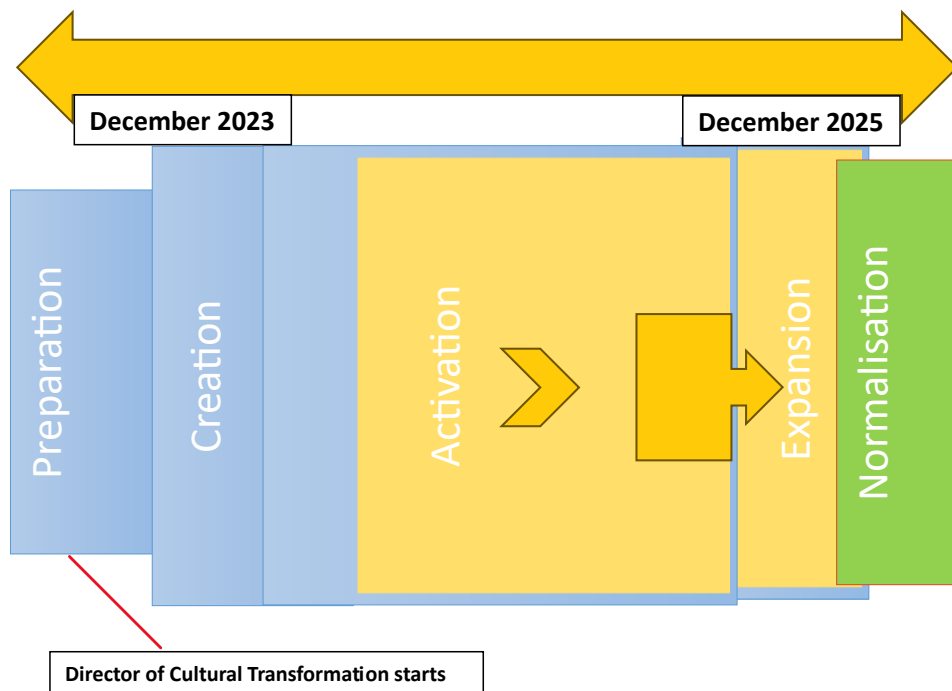 December 2023
December 2025
Preparation
Creation
Activation
Expansion
Normalisation
Director of Cultural Transformation starts